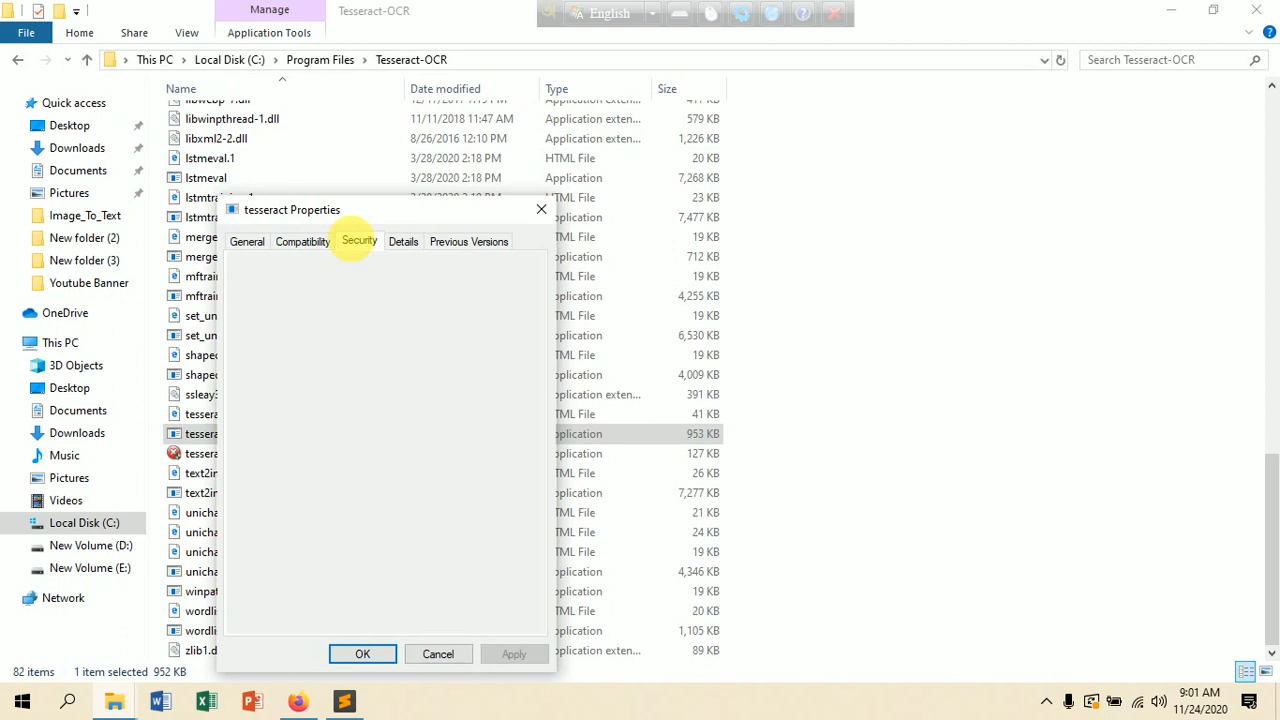 Manage
Tesseract-OCR
English
File
Home
Share
View
Application Tools
This PC
Local Disk (C:)
Program Files
Tesseract-OCR
Search Tesseract-OCR
Name
Date modified
Type
Size
Quick access
Desktop
Downloads
Documents
Pictures
Image_To_Text
New folder (2)
New folder (3)
Youtube Banner
OneDrive
This PC
3D Objects
Desktop
Documents
Downloads
Music
Pictures
Videos
Local Disk (C:)
New Volume (D:)
New Volume (E:)
Network
libwinpthread-1.dll 11/11/2018 11:47 AM Application exten... 579 KB
libxml2-2.dll 8/26/2016 12:10 PM Application exten... 1,226 KB
lstmeval.1 3/28/2020 2:18 PM HTML File 20 KB
lstmeval 3/28/2020 2:18 PM Application 7,268 KB
HTML File 23 KB
7,477 KB
19 KB
712 KB
19 KB
4,255 KB
19 KB
6,530 KB
19 KB
4,009 KB
391 KB
41 KB
953 KB
127 KB
26 KB
7,277 KB
21 KB
24 KB
19 KB
4,346 KB
19 KB
20 KB
1,105 KB
89 KB
tesseract Properties
General
Compatibility
Security
Details
Previous Versions
OK
Cancel
Apply
82 items
1 item selected 952 KB
9:01 AM
11/24/2020